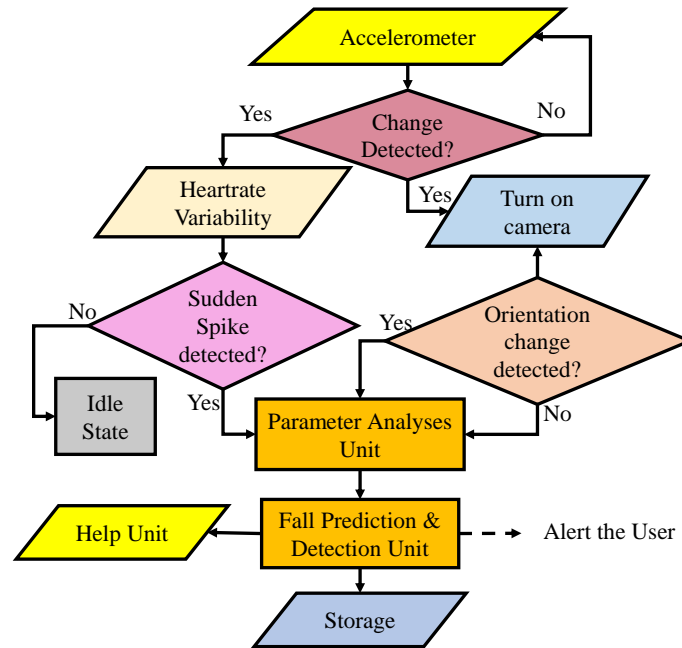 Accelerometer
Yes
No
Change
Detected?
Heartrate
Variability
Yes
Turn on
camera
No
Sudden
Spike
detected?
Yes
Orientation
change
detected?
Idle
State
Yes
No
Parameter Analyses
Unit
Help Unit
Fall Prediction &
Detection Unit
Alert the User
Storage